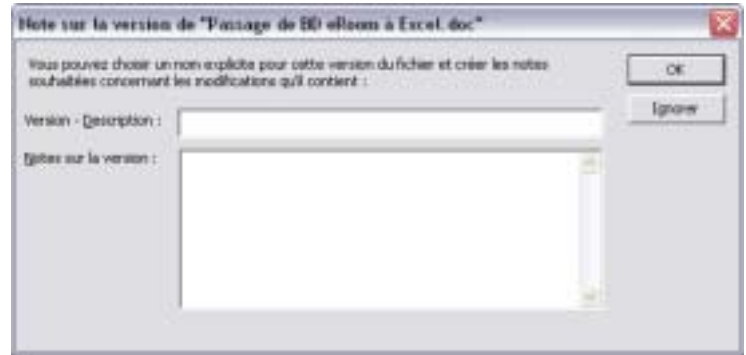 Note sur la version de "Passage de BD eRoom à Excel.doc"
Vous pouvez choisir un nom explicite pour cette version du fichier et créer les notes
souhaitées concernant les modifications qu'il contient :
OK
Version - Description :
Ignorer
Notes sur la version :